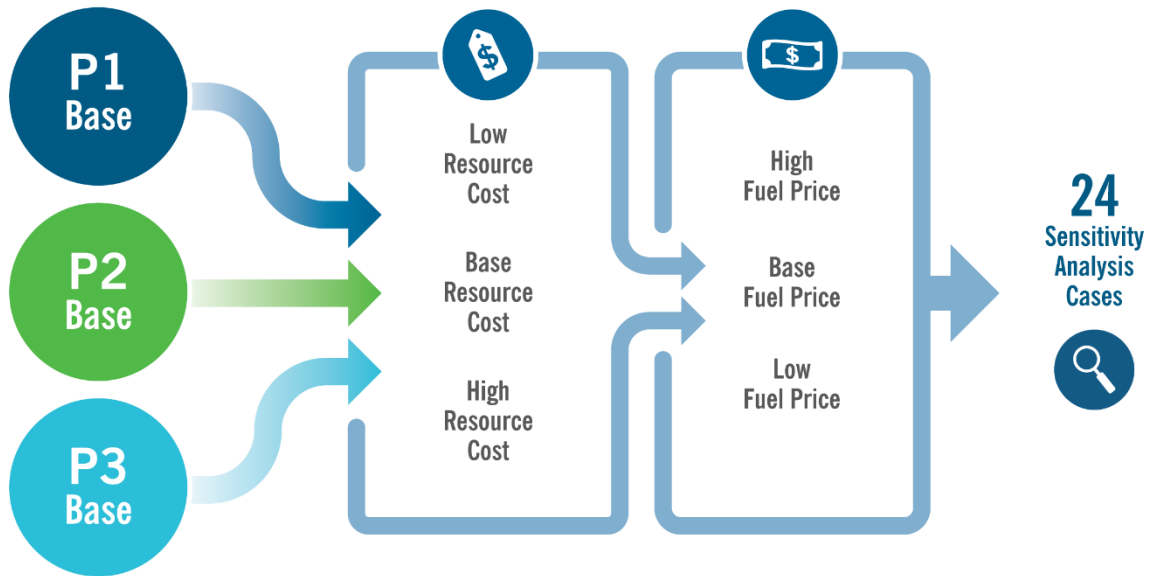 P1
Base
P2
Base
P3
Base
$
Low
Resource
Cost
Base
Resource
Cost
High
Resource
Cost
$
High
Fuel Price
Base
Fuel Price
Low
Fuel Price
24
Sensitivity
Analysis
Cases